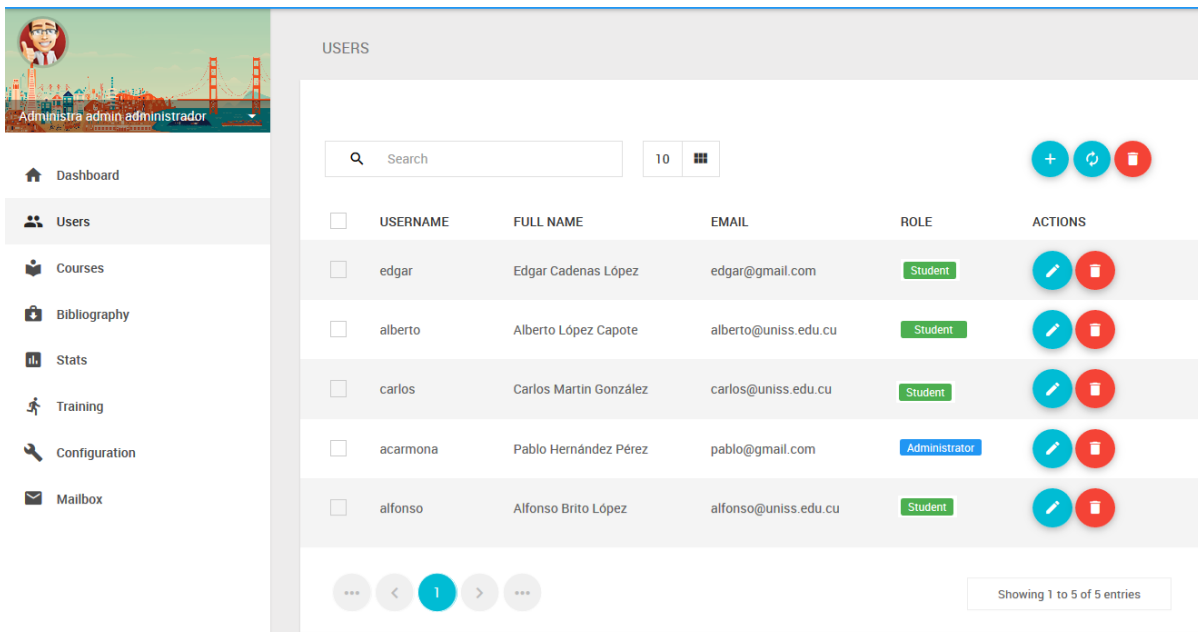 USERS
Administra admin administrador
Search
10
Dashboard
Users
Courses
Bibliography
Stats
Training
Configuration
Mailbox
USERNAME FULL NAME EMAIL ROLE ACTIONS
edgar Edgar Cadenas López edgar@gmail.com Student
alberto Alberto López Capote alberto@uniss.edu.cu Student
carlos Carlos Martin González carlos@uniss.edu.cu Student
acarmona Pablo Hernández Pérez pablo@gmail.com Administrator
alfonso Alfonso Brito López alfonso@uniss.edu.cu Student
1
Showing 1 to 5 of 5 entries